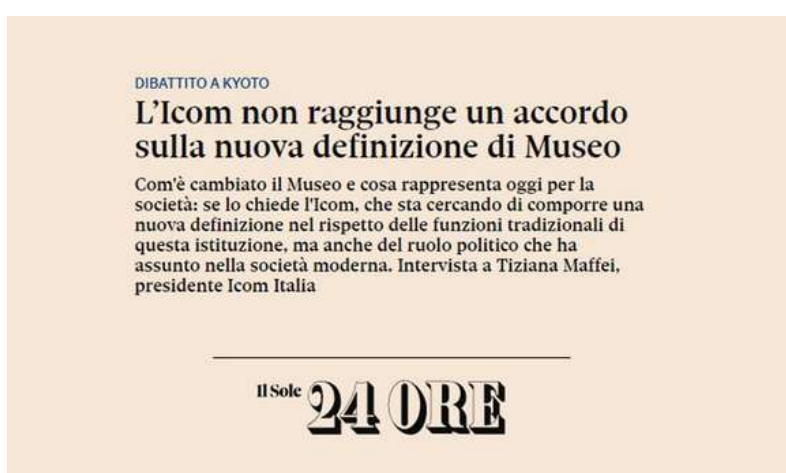 DIBATTITO A KYOTO
L'Icom non raggiunge un accordo
sulla nuova definizione di Museo
Com'è cambiato il Museo e cosa rappresenta oggi per la
società: se lo chiede l'Icom, che sta cercando di comporre una
nuova definizione nel rispetto delle funzioni tradizionali di
questa istituzione, ma anche del ruolo politico che ha
assunto nella società moderna. Intervista a Tiziana Maffei,
presidente Icom Italia
Il Sole 24 ORE